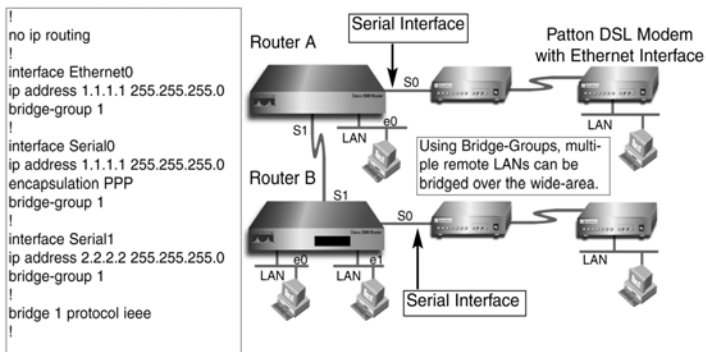 !
no ip routing
!
interface Ethernet0
ip address 1.1.1.1 255.255.255.0
bridge-group 1
!
interface Serial0
ip address 1.1.1.1 255.255.255.0
encapsulation PPP
bridge-group 1
!
interface Serial1
ip address 2.2.2.2 255.255.255.0
bridge-group 1
!
bridge 1 protocol ieee
!
Serial Interface
Router A
Patton DSL Modem
with Ethernet Interface
S0
e0
LAN
LAN
S1
Using Bridge-Groups, multi-
ple remote LANs can be
bridged over the wide-area.
Router B
S1
S0
e0
e1
LAN
LAN
LAN
Serial Interface